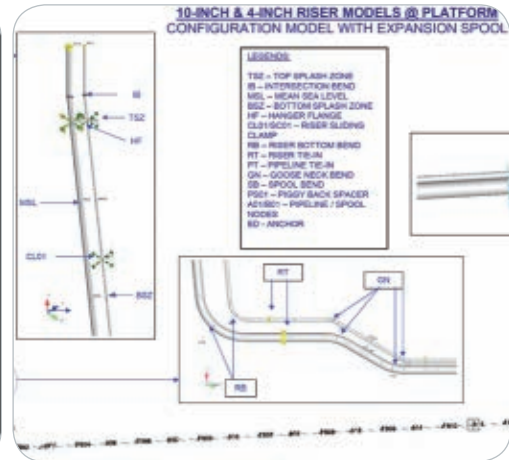 10-INCH & 4-INCH RISER MODELS @ PLATFORM
CONFIGURATION MODEL WITH EXPANSION SPOOL
LEGENDS:
TSZ – TOP SPLASH ZONE
IB – INTERSECTION BEND
MSL – MEAN SEA LEVEL
BSZ – BOTTOM SPLASH ZONE
HF – HANGER FLANGE
CL01/SC01 – RISER SLIDING
CLAMP
RB – RISER BOTTOM BEND
RT – RISER TIE-IN
PT – PIPELINE TIE-IN
GN – GOOSE NECK BEND
SB – SPOOL BEND
PS01 – PIGGY BACK SPACER
A01/B01 – PIPELINE / SPOOL
NODES
BD - ANCHOR
IB
TSZ
HF
MSL
CL01
BSZ
RT
GN
RB